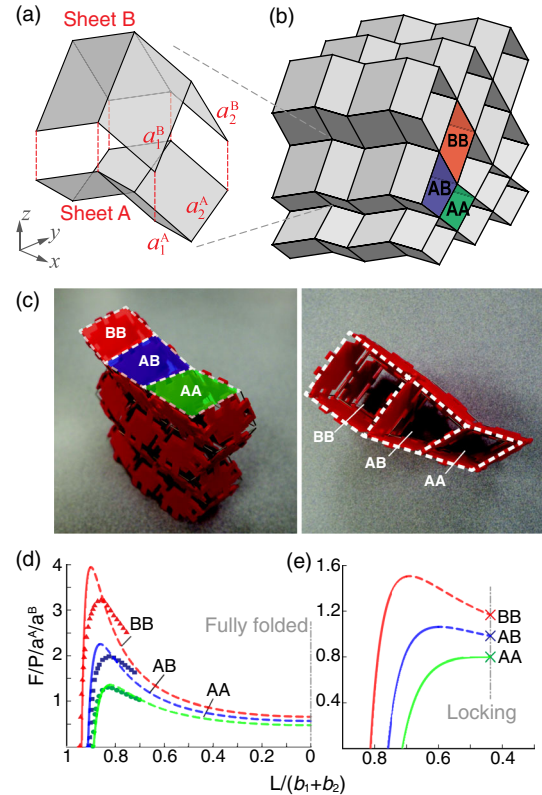 (a)
Sheet B
a₁ᴮ
a₂ᴮ
a₂ᴬ
Sheet A
a₁ᴬ
z
y
x
(b)
BB
AB
AA
(c)
BB
AB
AA
BB
AB
AA
(d)
F/P/aᴬ/aᴮ
4
3
2
1
BB
AB
AA
Fully folded
1
0.8
0.6
0.4
0.2
0
L/(b₁+b₂)
(e)
1.6
1.2
0.8
0.4
BB
AB
AA
Locking
0.8
0.6
0.4